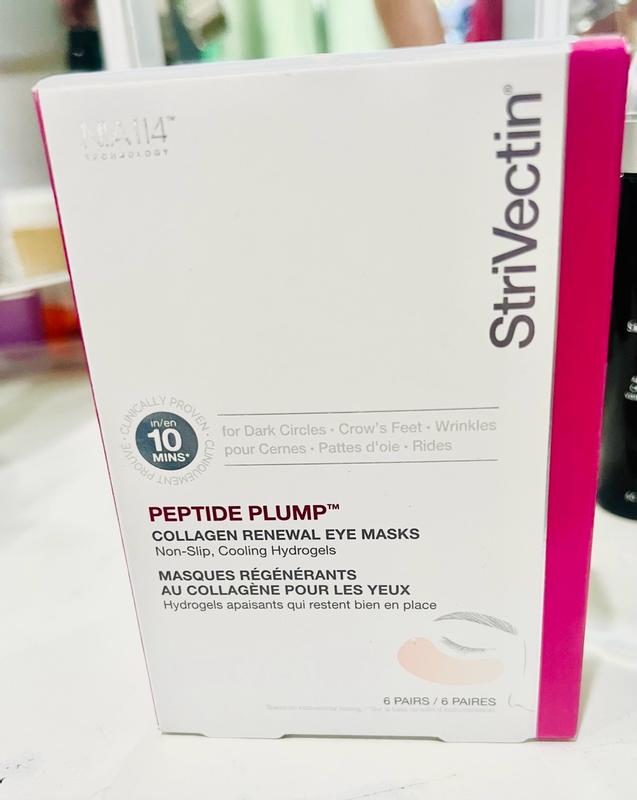 NIA114™
TECHNOLOGY
StriVectin®
CLINICALLY PROVEN • CLINIQUEMENT PROUVÉ •
in/en
10
MINS*
for Dark Circles • Crow's Feet • Wrinkles
pour Cernes • Pattes d'oie • Rides
PEPTIDE PLUMP™
COLLAGEN RENEWAL EYE MASKS
Non-Slip, Cooling Hydrogels
MASQUES RÉGÉNÉRANTS
AU COLLAGÈNE POUR LES YEUX
Hydrogels apaisants qui restent bien en place
6 PAIRS / 6 PAIRES